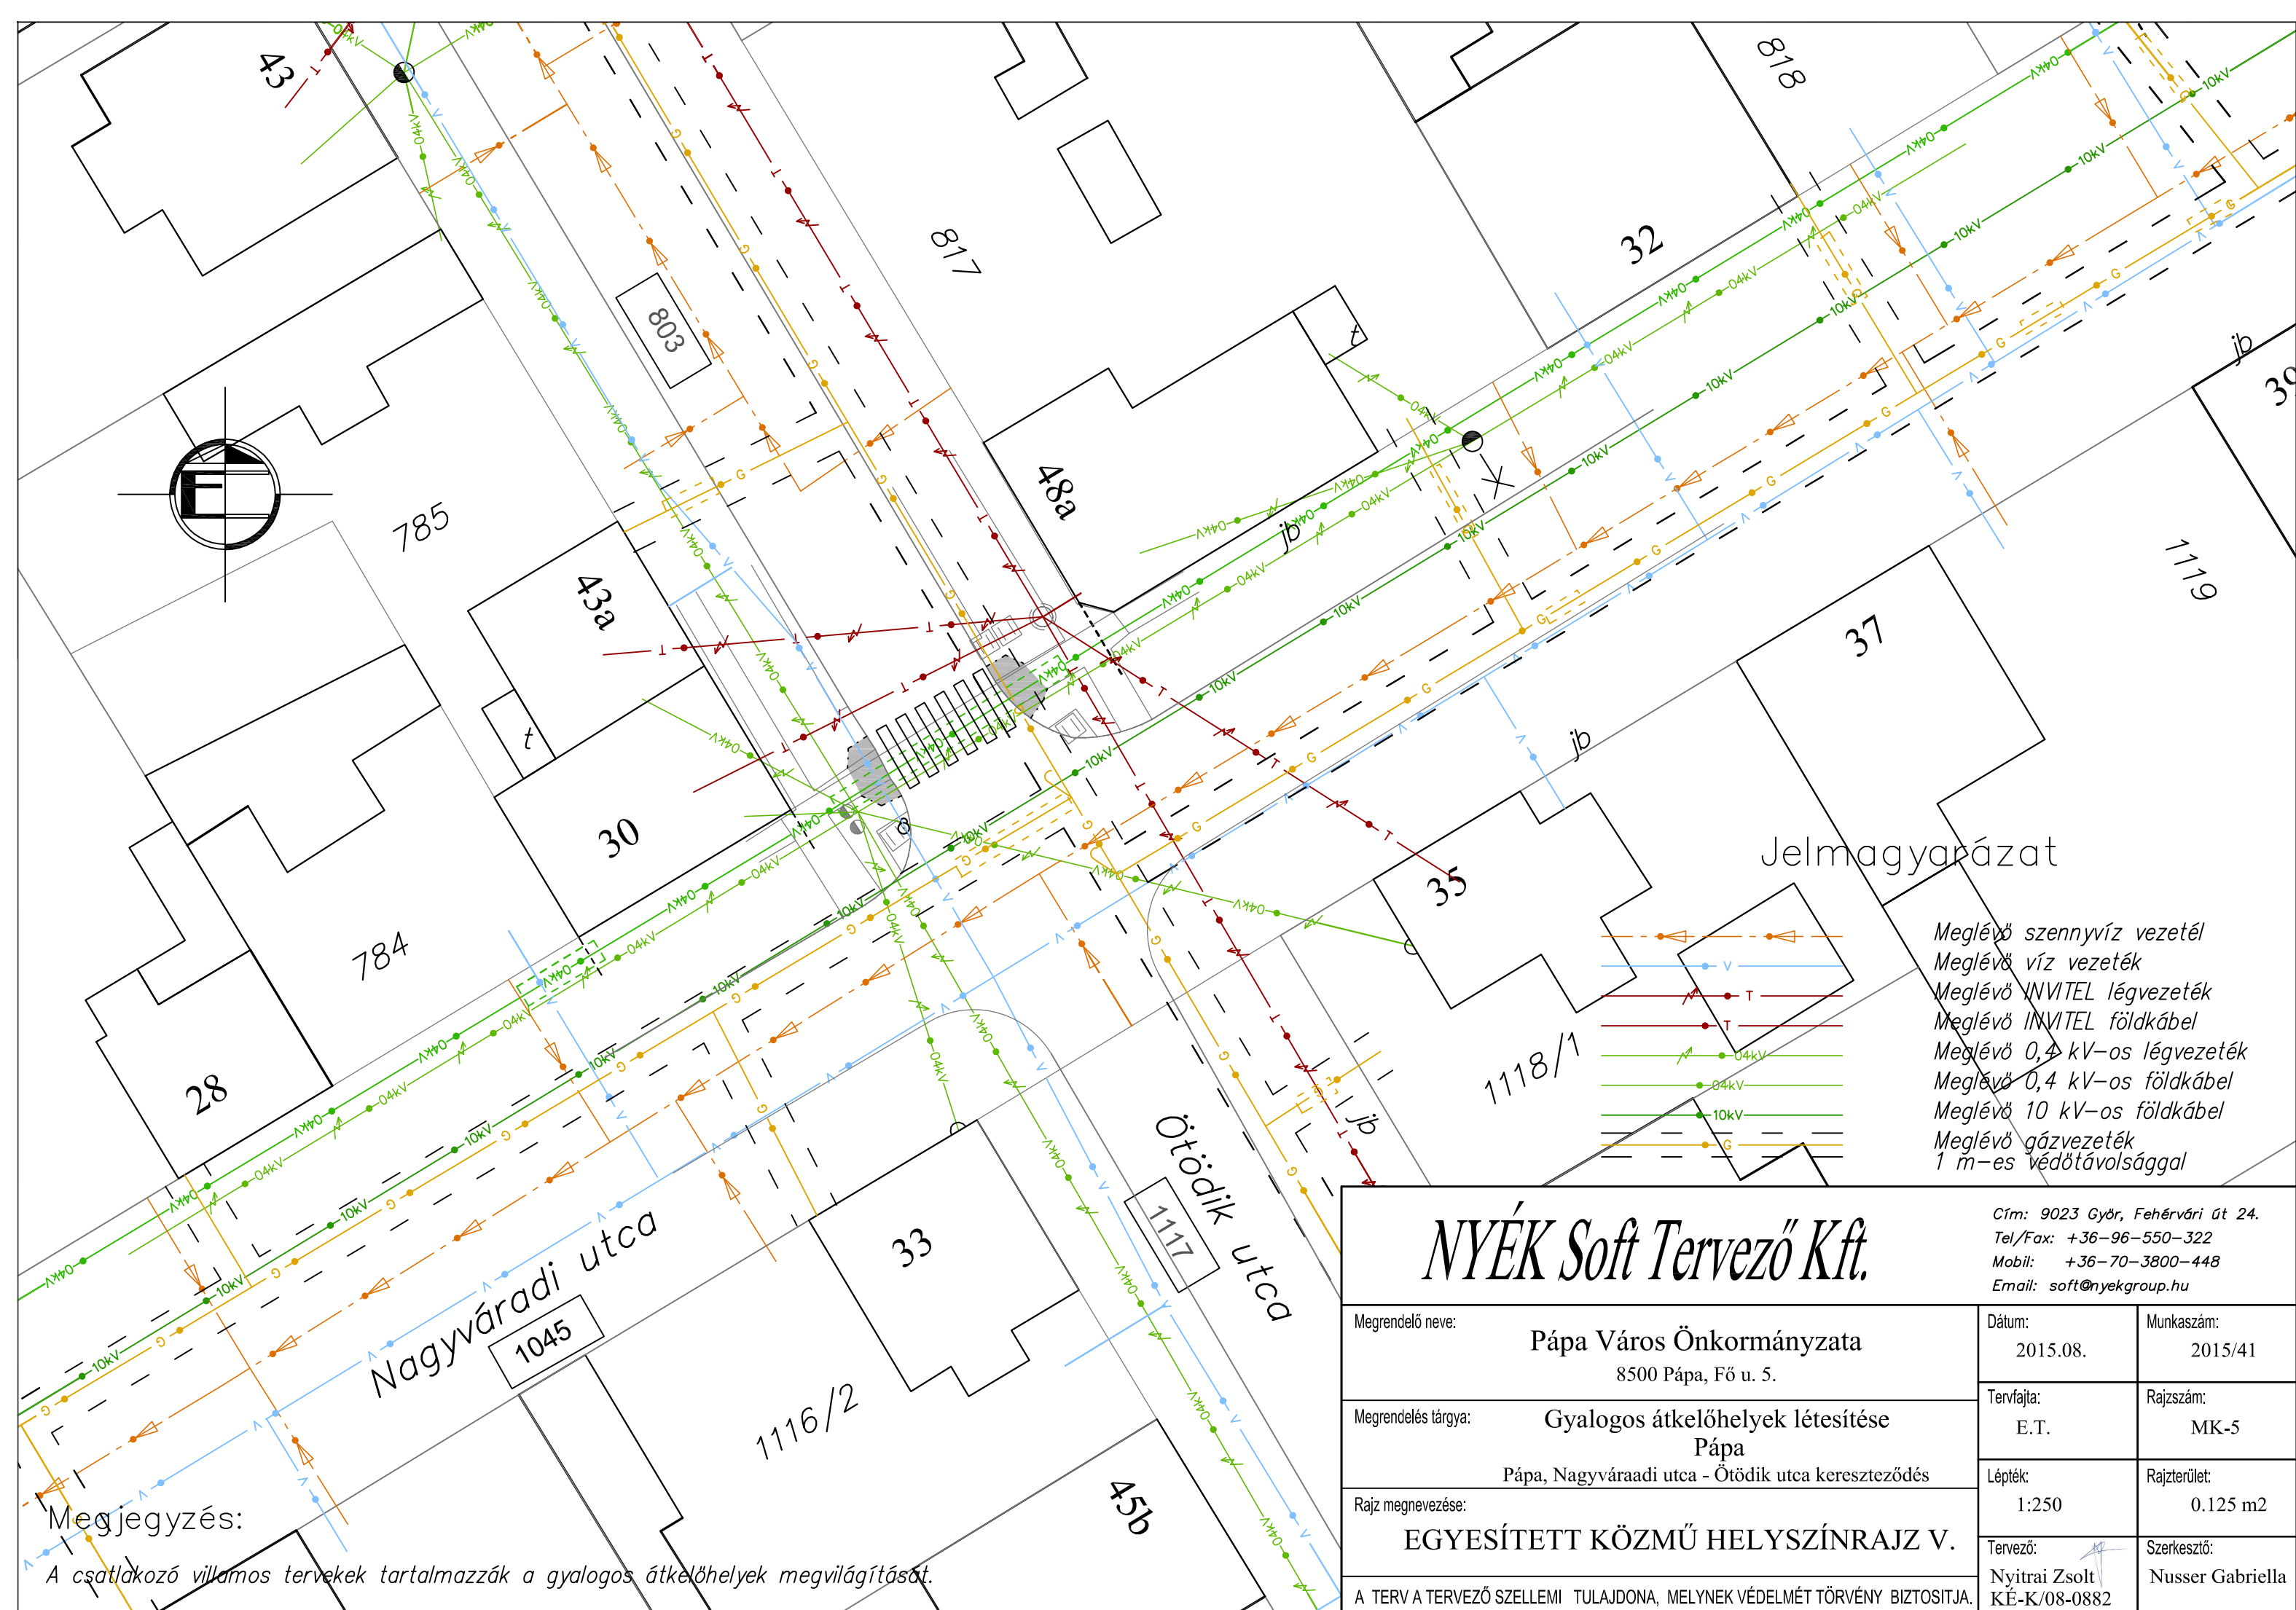 43
818
817
32
803
t
48a
jb
39
jb
785
43a
1119
37
t
jb
30
a
784
35
Jelmagyarázat
Meglévő szennyvíz vezetél
V
Meglévő víz vezeték
T
Meglévő INVITEL légvezeték
T
Meglévő INVITEL földkábel
04kV
Meglévő 0,4 kV-os légvezeték
04kV
Meglévő 0,4 kV-os földkábel
10kV
Meglévő 10 kV-os földkábel
G
Meglévő gázvezeték
1 m-es védőtávolsággal
28
1118/1
jb
Ötödik utca
1117
33
Nagyváradi utca
1045
1116/2
45b
Megjegyzés:
A csatlakozó villamos tervekek tartalmazzák a gyalogos átkelőhelyek megvilágítását.
NYÉK Soft Tervező Kft.
Cím: 9023 Győr, Fehérvári út 24.
Tel/Fax: +36-96-550-322
Mobil: +36-70-3800-448
Email: soft@nyekgroup.hu
Megrendelő neve:
Pápa Város Önkormányzata
8500 Pápa, Fő u. 5.
Dátum:
2015.08.
Munkaszám:
2015/41
Megrendelés tárgya:
Gyalogos átkelőhelyek létesítése
Pápa
Pápa, Nagyváraadi utca - Ötödik utca kereszteződés
Tervfajta:
E.T.
Rajzszám:
MK-5
Rajz megnevezése:
EGYESÍTETT KÖZMŰ HELYSZÍNRAJZ V.
Lépték:
1:250
Rajzterület:
0.125 m2
Tervező:
Nyitrai Zsolt
KÉ-K/08-0882
Szerkesztő:
Nusser Gabriella
A TERV A TERVEZŐ SZELLEMI TULAJDONA, MELYNEK VÉDELMÉT TÖRVÉNY BIZTOSITJA.